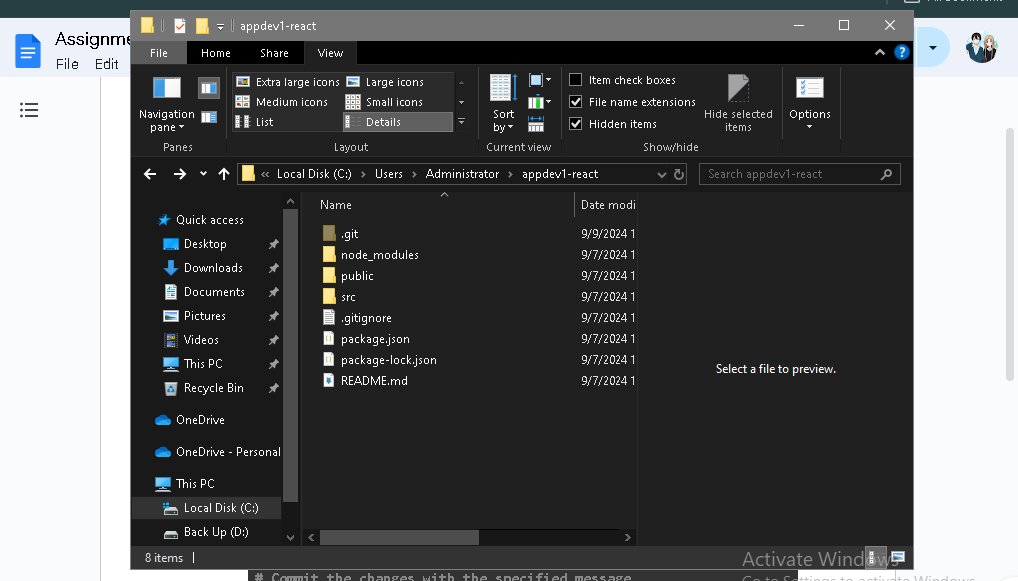 appdev1-react
Assignme
File Edit
File Home Share View
Navigation pane
Panes
Extra large icons Large icons
Medium icons Small icons
List Details
Layout
Sort by
Current view
Item check boxes
File name extensions
Hidden items
Hide selected items
Show/hide
Options
« Local Disk (C:) › Users › Administrator › appdev1-react
Search appdev1-react
Quick access
Desktop
Downloads
Documents
Pictures
Videos
This PC
Recycle Bin
OneDrive
OneDrive - Personal
This PC
Local Disk (C:)
Back Up (D:)
Name Date modi
.git 9/9/2024 1
node_modules 9/7/2024 1
public 9/7/2024 1
src 9/7/2024 1
.gitignore 9/7/2024 1
package.json 9/7/2024 1
package-lock.json 9/7/2024 1
README.md 9/7/2024 1
Select a file to preview.
8 items
Activate Windows
Go to Settings to activate Windows.
# Commit the changes with the specified message